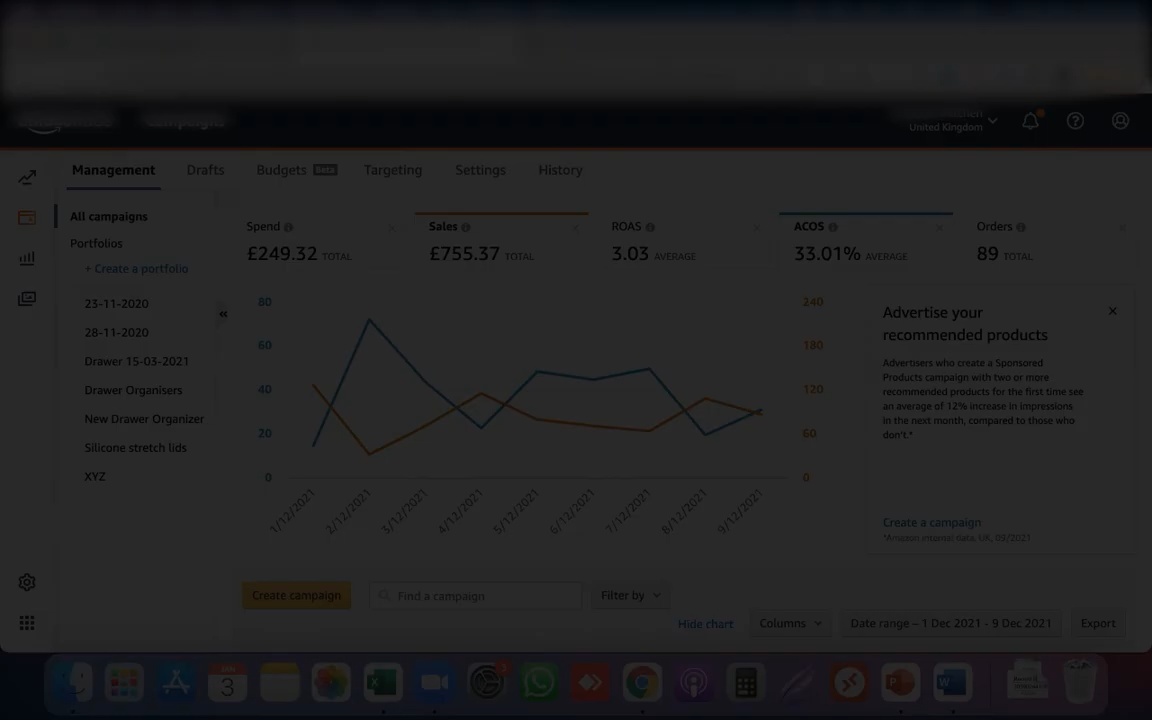 Campaigns
United Kingdom
Management
Drafts
Budgets Beta
Targeting
Settings
History
All campaigns
Portfolios
+ Create a portfolio
23-11-2020
28-11-2020
Drawer 15-03-2021
Drawer Organisers
New Drawer Organizer
Silicone stretch lids
XYZ
Spend
£249.32 TOTAL
Sales
£755.37 TOTAL
ROAS
3.03 AVERAGE
ACOS
33.01% AVERAGE
Orders
89 TOTAL
80
60
40
20
0
240
180
120
60
0
1/12/2021
2/12/2021
3/12/2021
4/12/2021
5/12/2021
6/12/2021
7/12/2021
8/12/2021
9/12/2021
Advertise your
recommended products
Advertisers who create a Sponsored
Products campaign with two or more
recommended products for the first time see
an average of 12% increase in impressions
in the next month, compared to those who
don't.*
Create a campaign
*Amazon internal data, UK, 03/2021
Create campaign
Find a campaign
Filter by
Hide chart
Columns
Date range – 1 Dec 2021 - 9 Dec 2021
Export
JAN
3